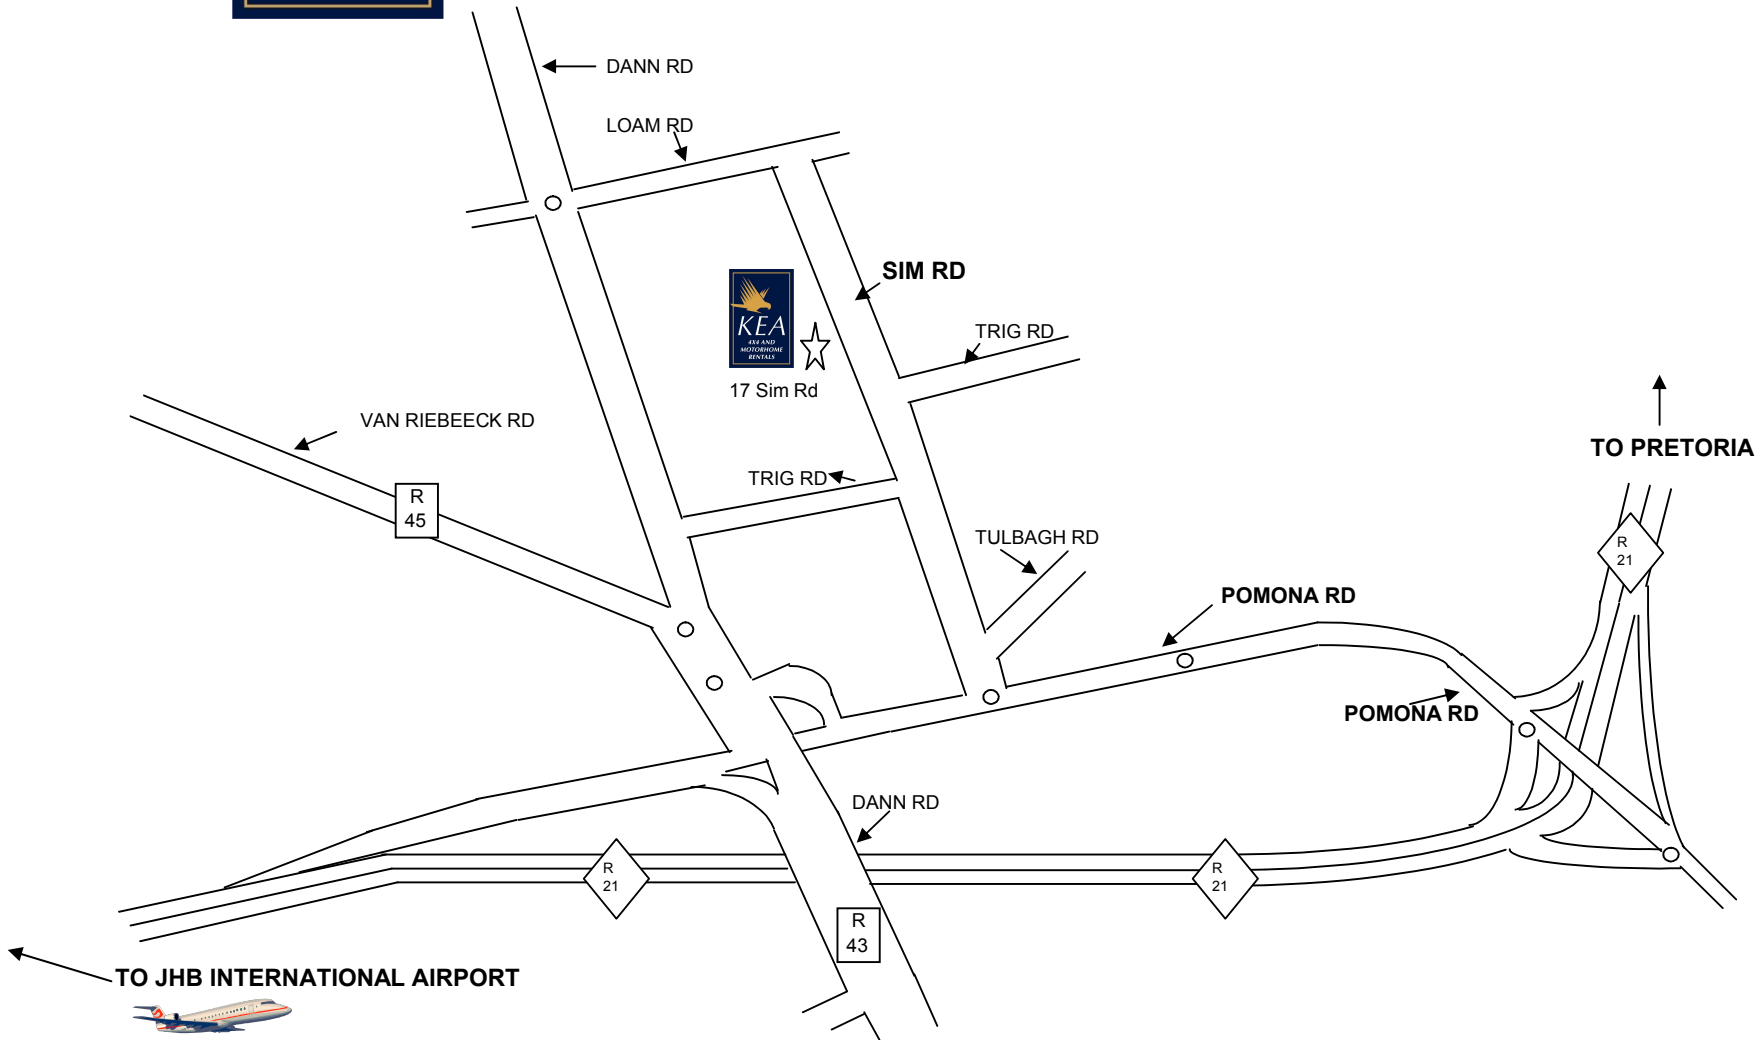 DANN RD
LOAM RD
SIM RD
KEA
4X4 AND
MOTORHOME
RENTALS
TRIG RD
17 Sim Rd
VAN RIEBEECK RD
TO PRETORIA
TRIG RD
R
45
TULBAGH RD
R
21
POMONA RD
POMONA RD
DANN RD
R
21
R
21
R
43
TO JHB INTERNATIONAL AIRPORT